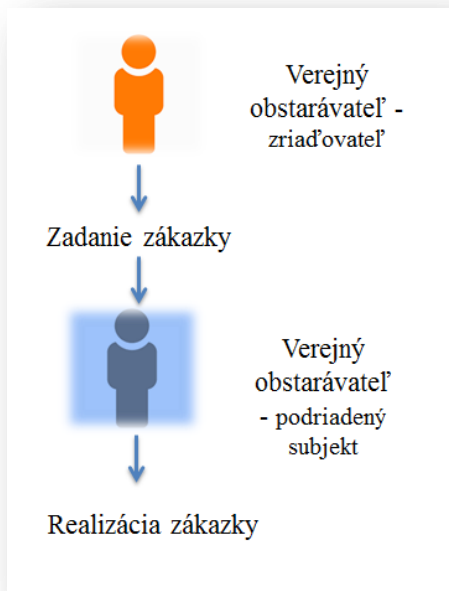 Verejný
obstarávateľ -
zriaďovateľ
Zadanie zákazky
Verejný
obstarávateľ
- podriadený
subjekt
Realizácia zákazky